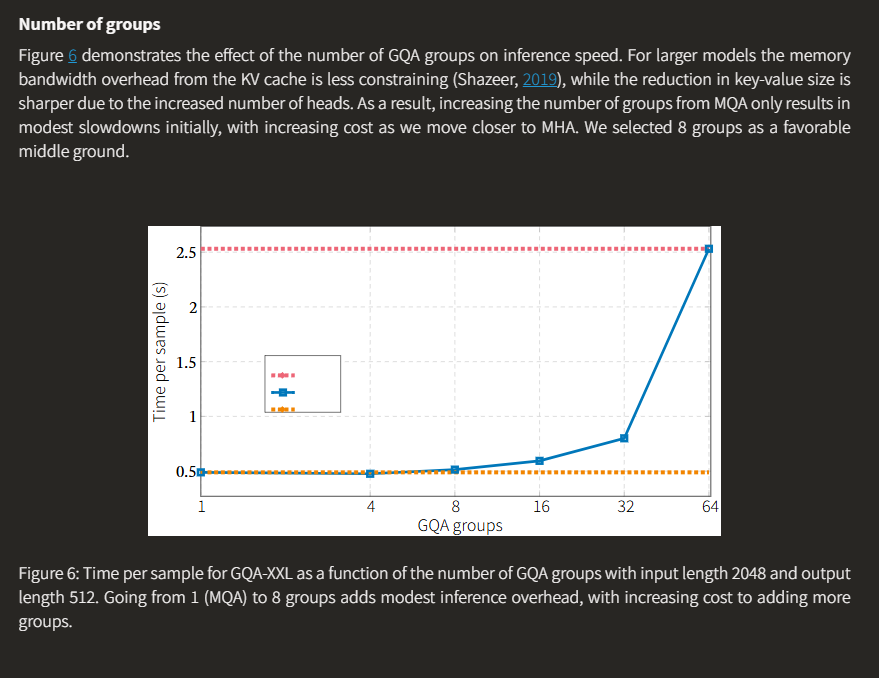 Number of groups
Figure 6 demonstrates the effect of the number of GQA groups on inference speed. For larger models the memory
bandwidth overhead from the KV cache is less constraining (Shazeer, 2019), while the reduction in key-value size is
sharper due to the increased number of heads. As a result, increasing the number of groups from MQA only results in
modest slowdowns initially, with increasing cost as we move closer to MHA. We selected 8 groups as a favorable
middle ground.
2.5
2
1.5
1
0.5
Time per sample (s)
1 4 8 16 32 64
GQA groups
Figure 6: Time per sample for GQA-XXL as a function of the number of GQA groups with input length 2048 and output
length 512. Going from 1 (MQA) to 8 groups adds modest inference overhead, with increasing cost to adding more
groups.